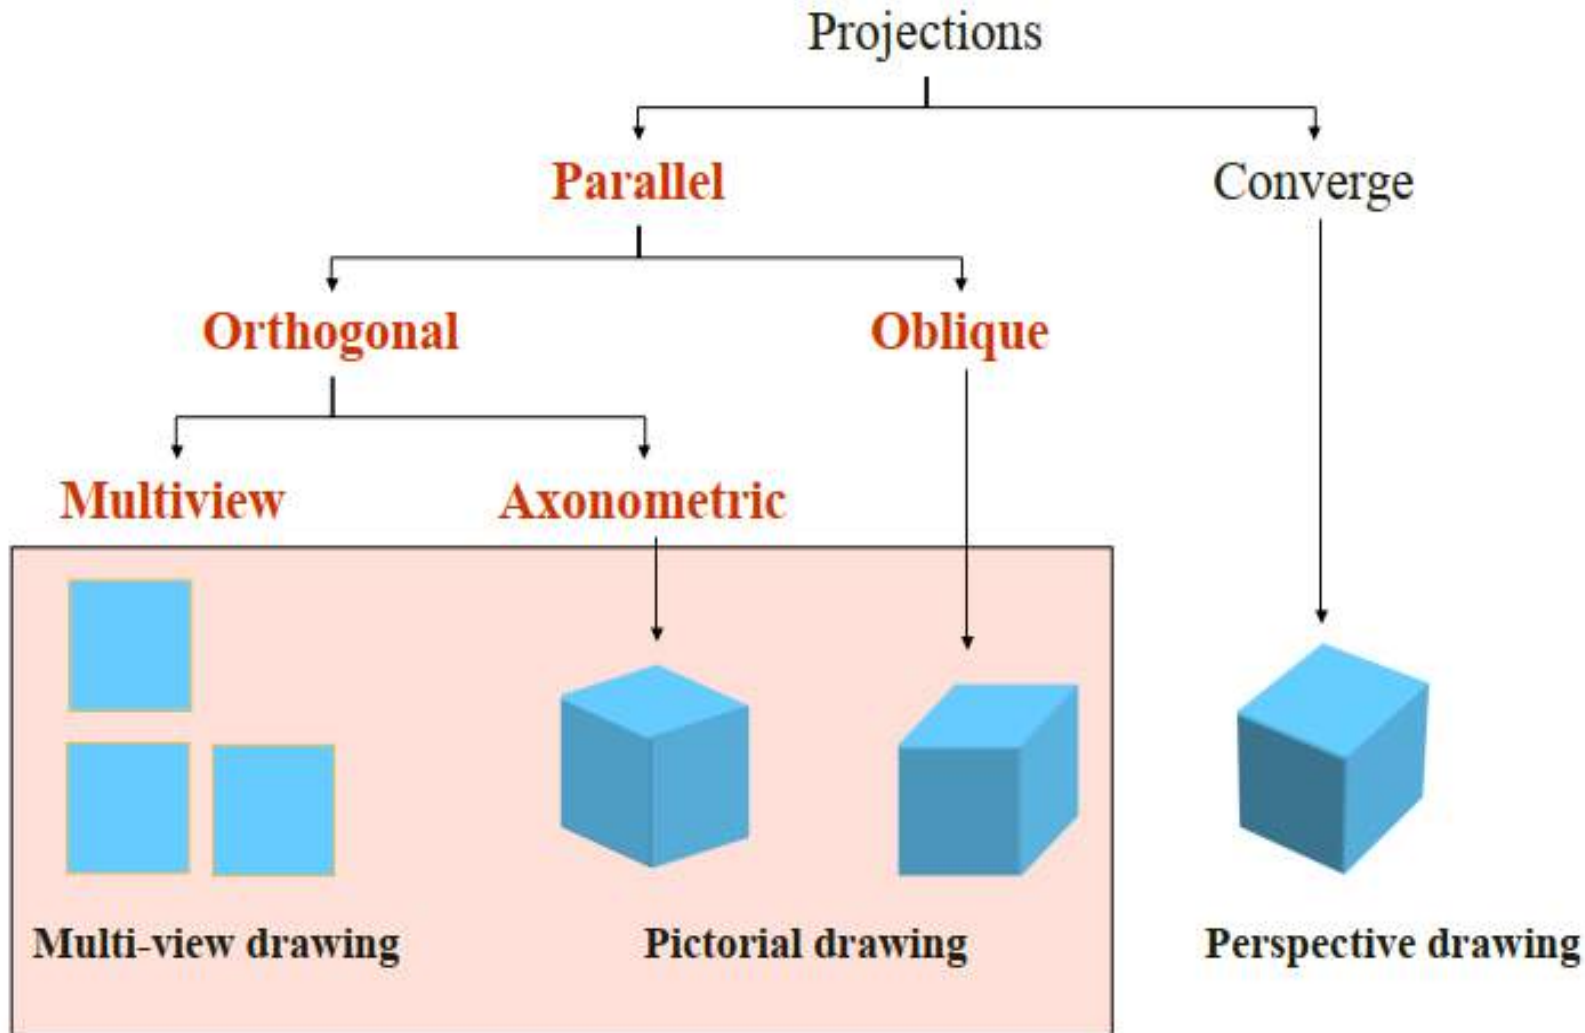 Projections
Parallel
Converge
Orthogonal
Oblique
Multiview
Axonometric
Multi-view drawing
Pictorial drawing
Perspective drawing